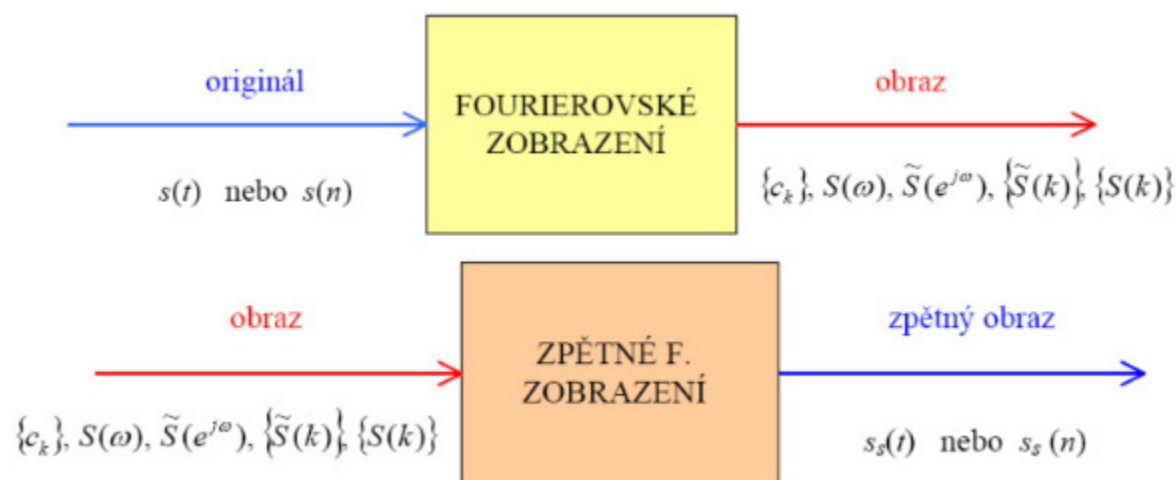 originál
FOURIEROVSKÉ
ZOBRAZENÍ
obraz
s(t) nebo s(n)
{c_k}, S(ω), S̃(e^{jω}), {S̃(k)}, {S(k)}
obraz
ZPĚTNÉ F.
ZOBRAZENÍ
zpětný obraz
{c_k}, S(ω), S̃(e^{jω}), {S̃(k)}, {S(k)}
s_s(t) nebo s_s (n)